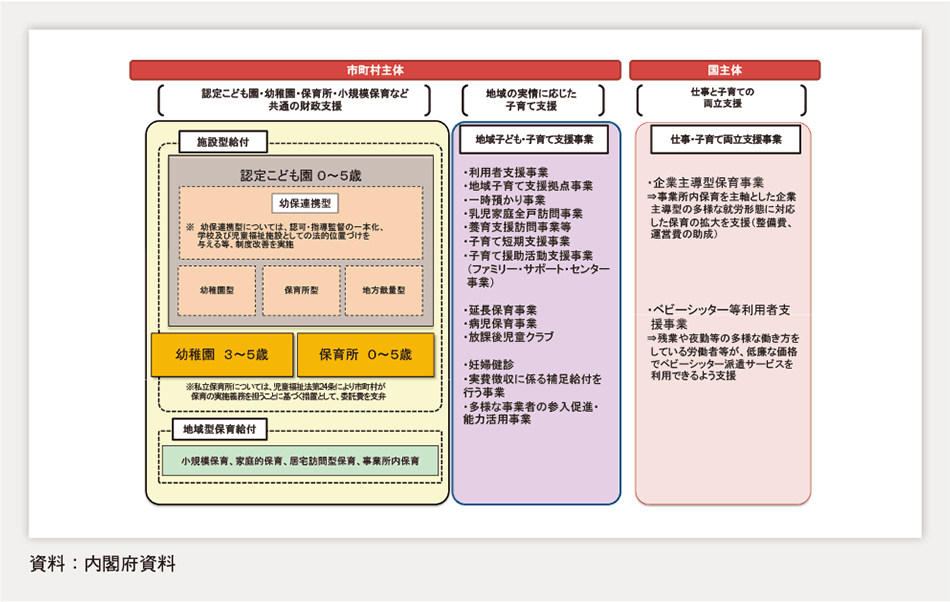 市町村主体
国主体
認定こども園・幼稚園・保育所・小規模保育など
共通の財政支援
地域の実情に応じた
子育て支援
仕事と子育ての
両立支援
施設型給付
認定こども園 0~5歳
幼保連携型
※ 幼保連携型については、認可・指導監督の一本化、
学校及び児童福祉施設としての法的位置づけを
与える等、制度改善を実施
幼稚園型
保育所型
地方裁量型
幼稚園 3~5歳
保育所 0~5歳
※私立保育所については、児童福祉法第24条により市町村が
保育の実施義務を担うことに基づく措置として、委託費を支弁
地域型保育給付
小規模保育、家庭的保育、居宅訪問型保育、事業所内保育
地域子ども・子育て支援事業
・利用者支援事業
・地域子育て支援拠点事業
・一時預かり事業
・乳児家庭全戸訪問事業
・養育支援訪問事業等
・子育て短期支援事業
・子育て援助活動支援事業
(ファミリー・サポート・センター
事業)
・延長保育事業
・病児保育事業
・放課後児童クラブ
・妊婦健診
・実費徴収に係る補足給付を
行う事業
・多様な事業者の参入促進・
能力活用事業
仕事・子育て両立支援事業
・企業主導型保育事業
⇒事業所内保育を主軸とした企業
主導型の多様な就労形態に対応
した保育の拡大を支援(整備費、
運営費の助成)
・ベビーシッター等利用者支
援事業
⇒残業や夜勤等の多様な働き方を
している労働者等が、低廉な価格
でベビーシッター派遣サービスを
利用できるよう支援
資料:内閣府資料